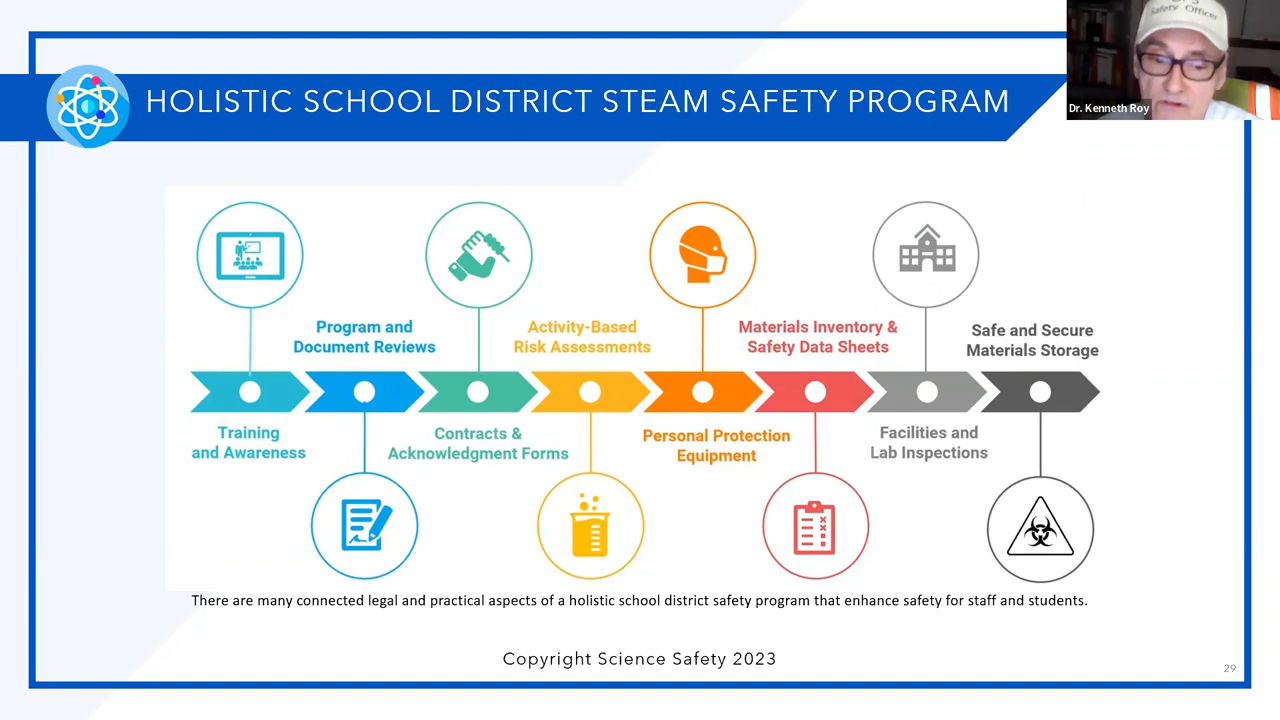 HOLISTIC SCHOOL DISTRICT STEAM SAFETY PROGRAM
Safety Officer
Dr. Kenneth Roy
Program and
Document Reviews
Activity-Based
Risk Assessments
Materials Inventory &
Safety Data Sheets
Safe and Secure
Materials Storage
Training
and Awareness
Contracts &
Acknowledgment Forms
Personal Protection
Equipment
Facilities and
Lab Inspections
There are many connected legal and practical aspects of a holistic school district safety program that enhance safety for staff and students.
Copyright Science Safety 2023
29